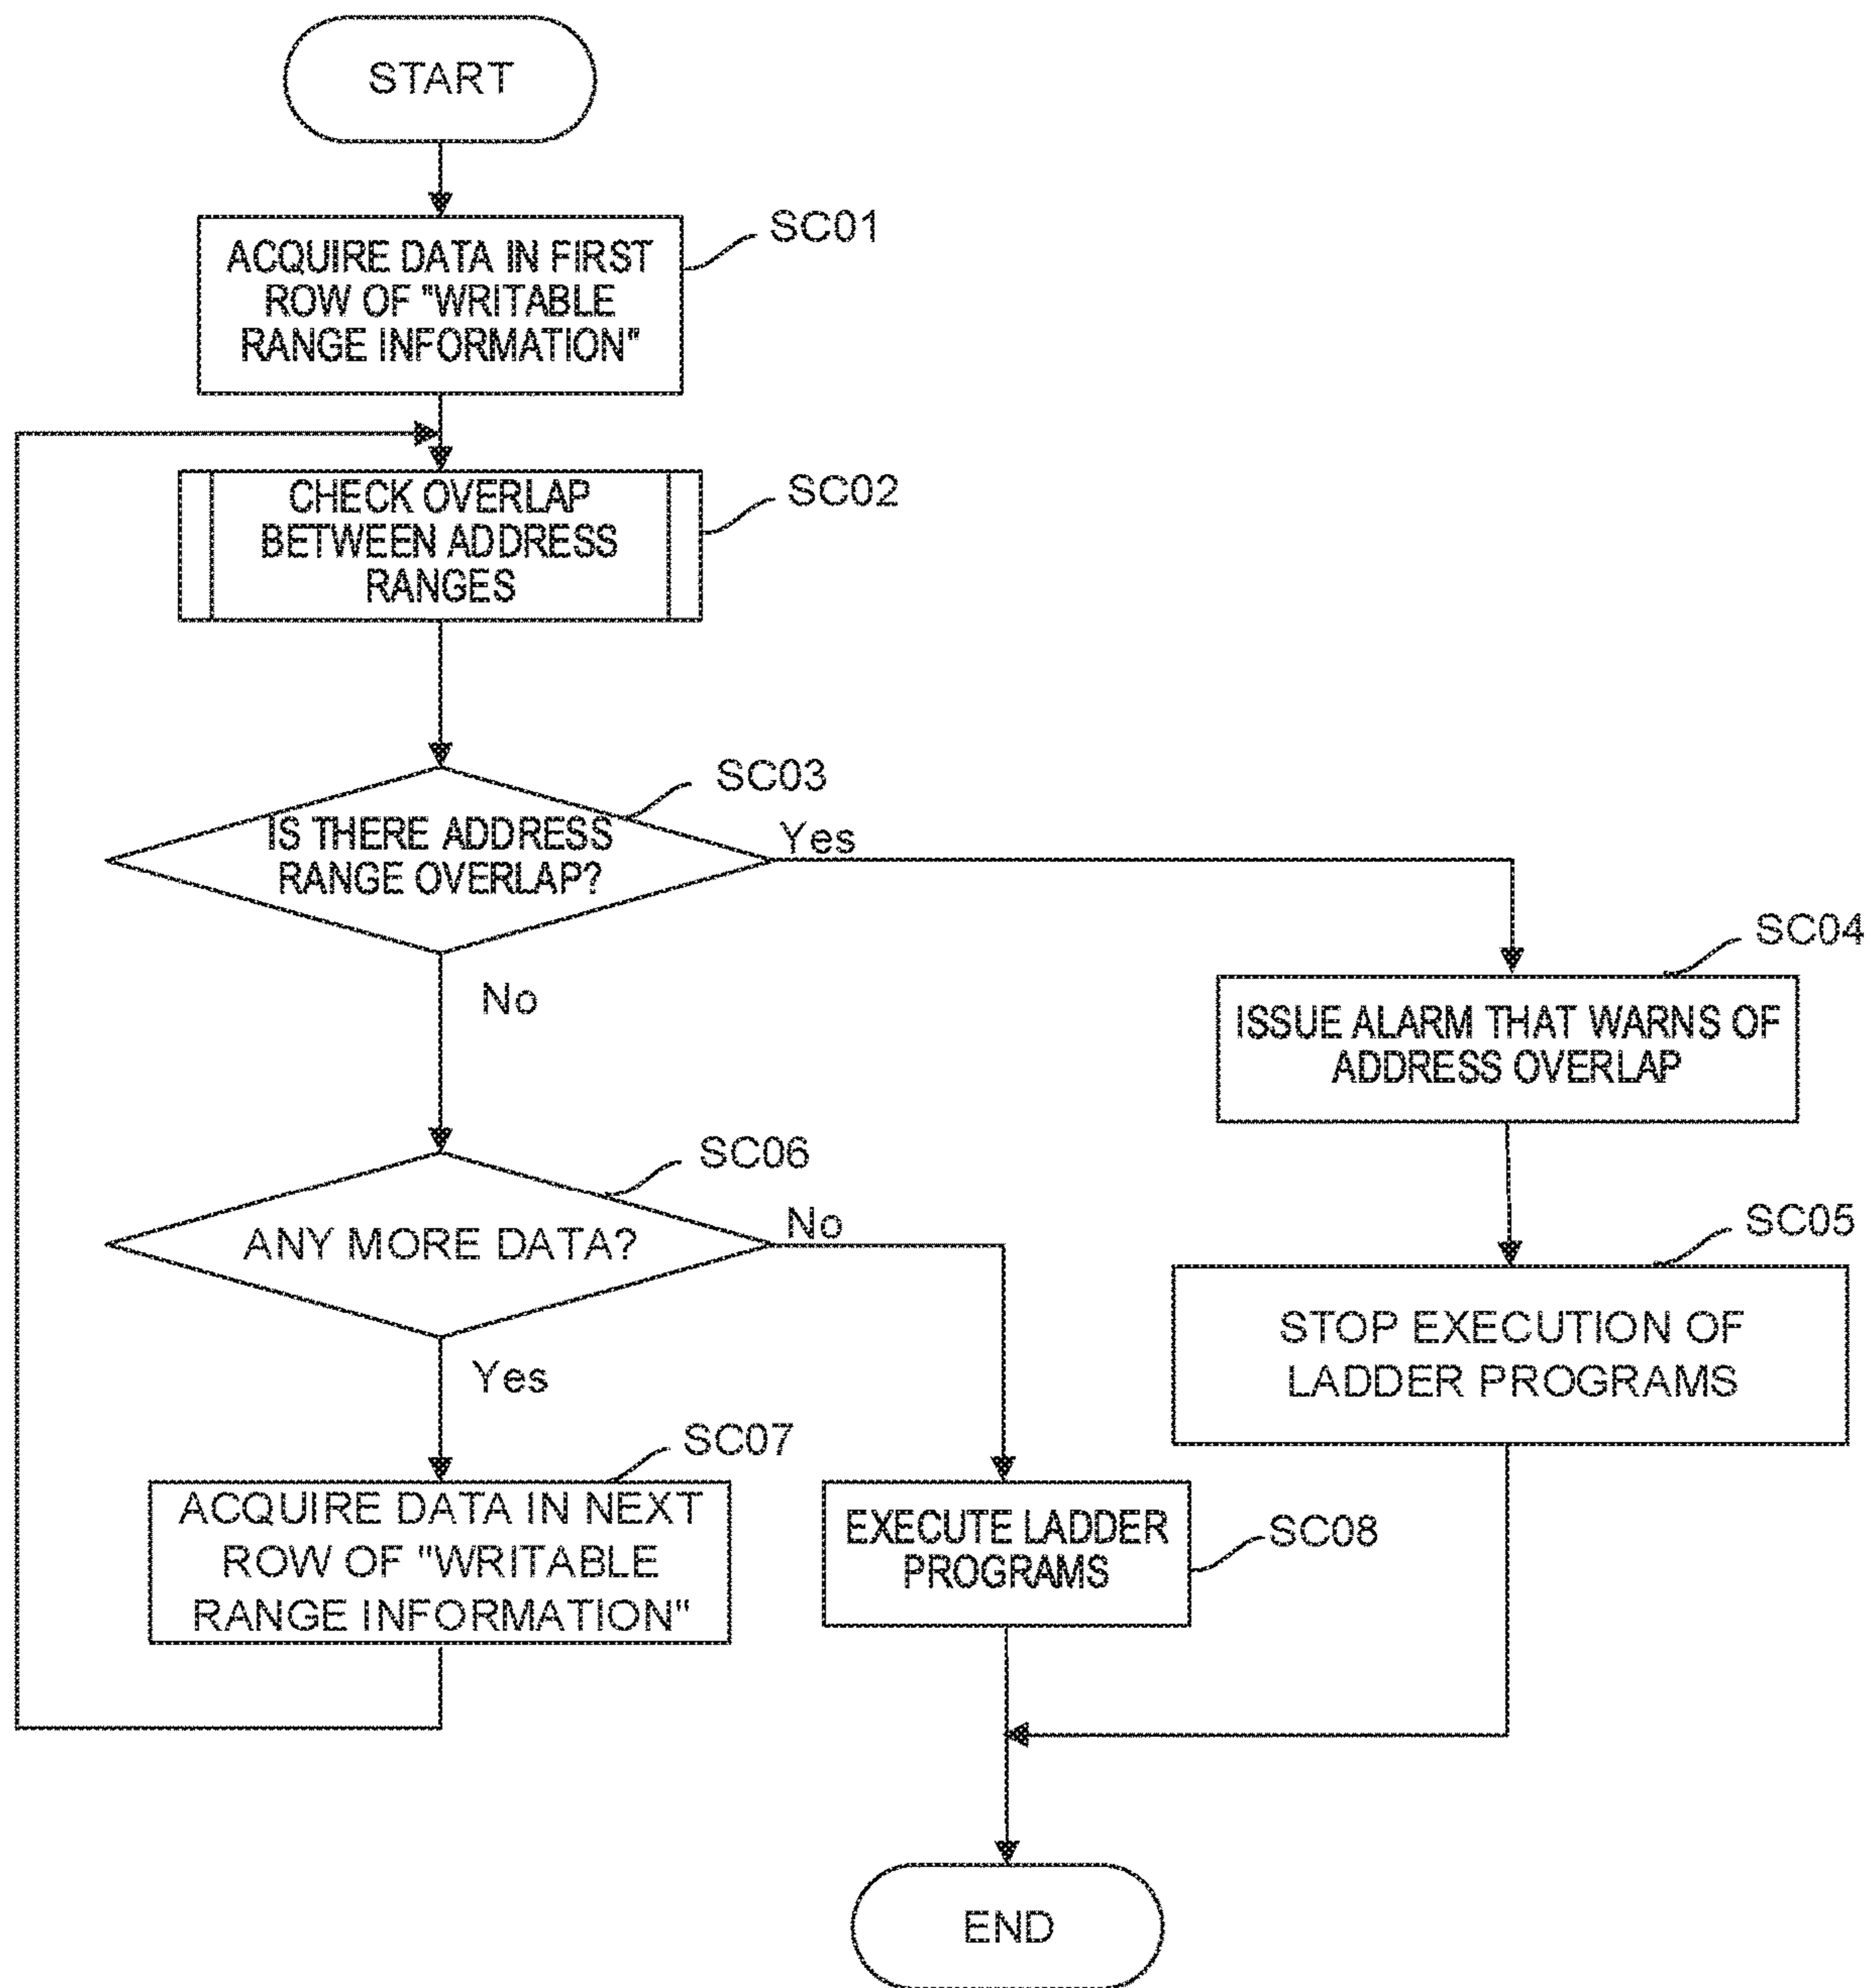 START
SC01
ACQUIRE DATA IN FIRST
ROW OF "WRITABLE
RANGE INFORMATION"
SC02
CHECK OVERLAP
BETWEEN ADDRESS
RANGES
SC03
IS THERE ADDRESS
RANGE OVERLAP?
Yes
No
SC04
ISSUE ALARM THAT WARNS OF
ADDRESS OVERLAP
SC06
ANY MORE DATA?
No
Yes
SC05
STOP EXECUTION OF
LADDER PROGRAMS
SC07
ACQUIRE DATA IN NEXT
ROW OF "WRITABLE
RANGE INFORMATION"
EXECUTE LADDER
PROGRAMS
SC08
END